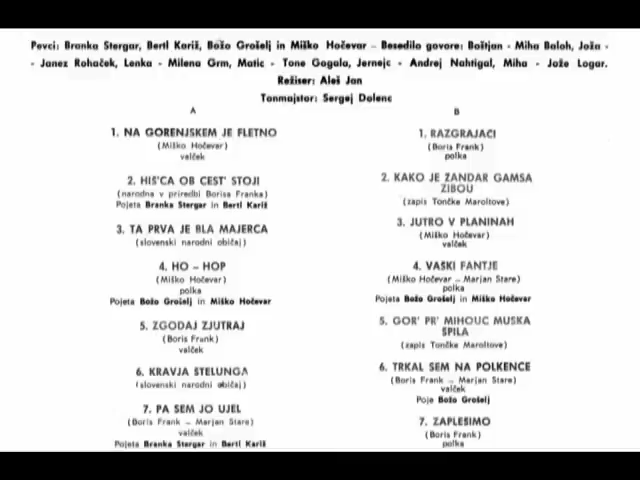 Pevci: Branka Strgar, Bertl Kariž, Božo Grošelj in Miško Hočevar – Besedilo govore: Boštjan - Miha Baloh, Joža -
- Janez Rohaček, Lenka - Milena Grm, Matic - Tone Gogala, Jernejc - Andrej Nahtigal, Miha - Jože Logar.
Režiser: Aleš Jan
Tonmajstor: Sergej Dolenc
A
1. NA GORENJSKEM JE FLETNO
(Miško Hočevar)
valček
2. HIŠ'CA OB CEST' STOJI
(narodna v priredbi Borisa Franka)
Pojeta Branka Strgar in Bertl Kariž
3. TA PRVA JE BLA MAJERCA
(slovenski narodni običaj)
4. HO – HOP
(Miško Hočevar)
polka
Pojeta Božo Grošelj in Miško Hočevar
5. ZGODAJ ZJUTRAJ
(Boris Frank)
valček
6. KRAVJA ŠTELUNGA
(slovenski narodni običaj)
7. PA SEM JO UJEL
(Boris Frank – Marjan Stare)
valček
Pojeta Branka Strgar in Bertl Kariž
B
1. RAZGRAJAČI
(Boris Frank)
polka
2. KAKO JE ŽANDAR GAMSA
ZIBOU
(zapis Tončke Maroltove)
3. JUTRO V PLANINAH
(Miško Hočevar)
valček
4. VAŠKI FANTJE
(Miško Hočevar – Marjan Stare)
polka
Pojeta Božo Grošelj in Miško Hočevar
5. GOR' PR' MIHOUC MUSKA
ŠPILA
(zapis Tončke Maroltove)
6. TRKAL SEM NA POLKENCE
(Boris Frank – Marjan Stare)
valček
Poje Božo Grošelj
7. ZAPLEŠIMO
(Boris Frank)
polka